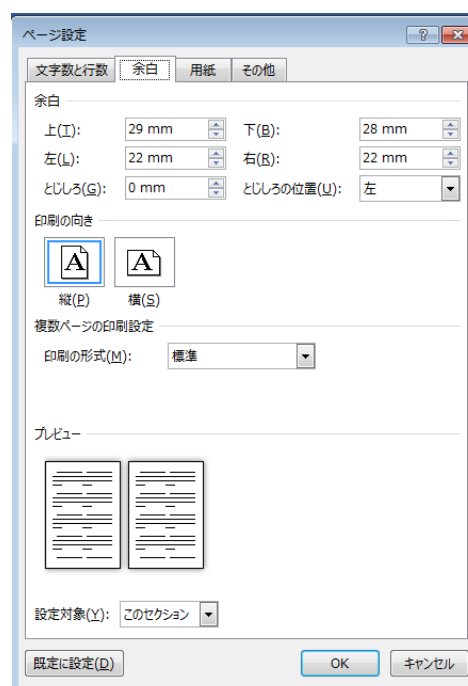 ページ設定
文字数と行数 余白 用紙 その他
余白
上(T): 29 mm 下(B): 28 mm
左(L): 22 mm 右(R): 22 mm
とじしろ(G): 0 mm とじしろの位置(U): 左
印刷の向き
A A
縦(P) 横(S)
複数ページの印刷設定
印刷の形式(M): 標準
プレビュー
設定対象(Y): このセクション
既定に設定(D) OK キャンセル